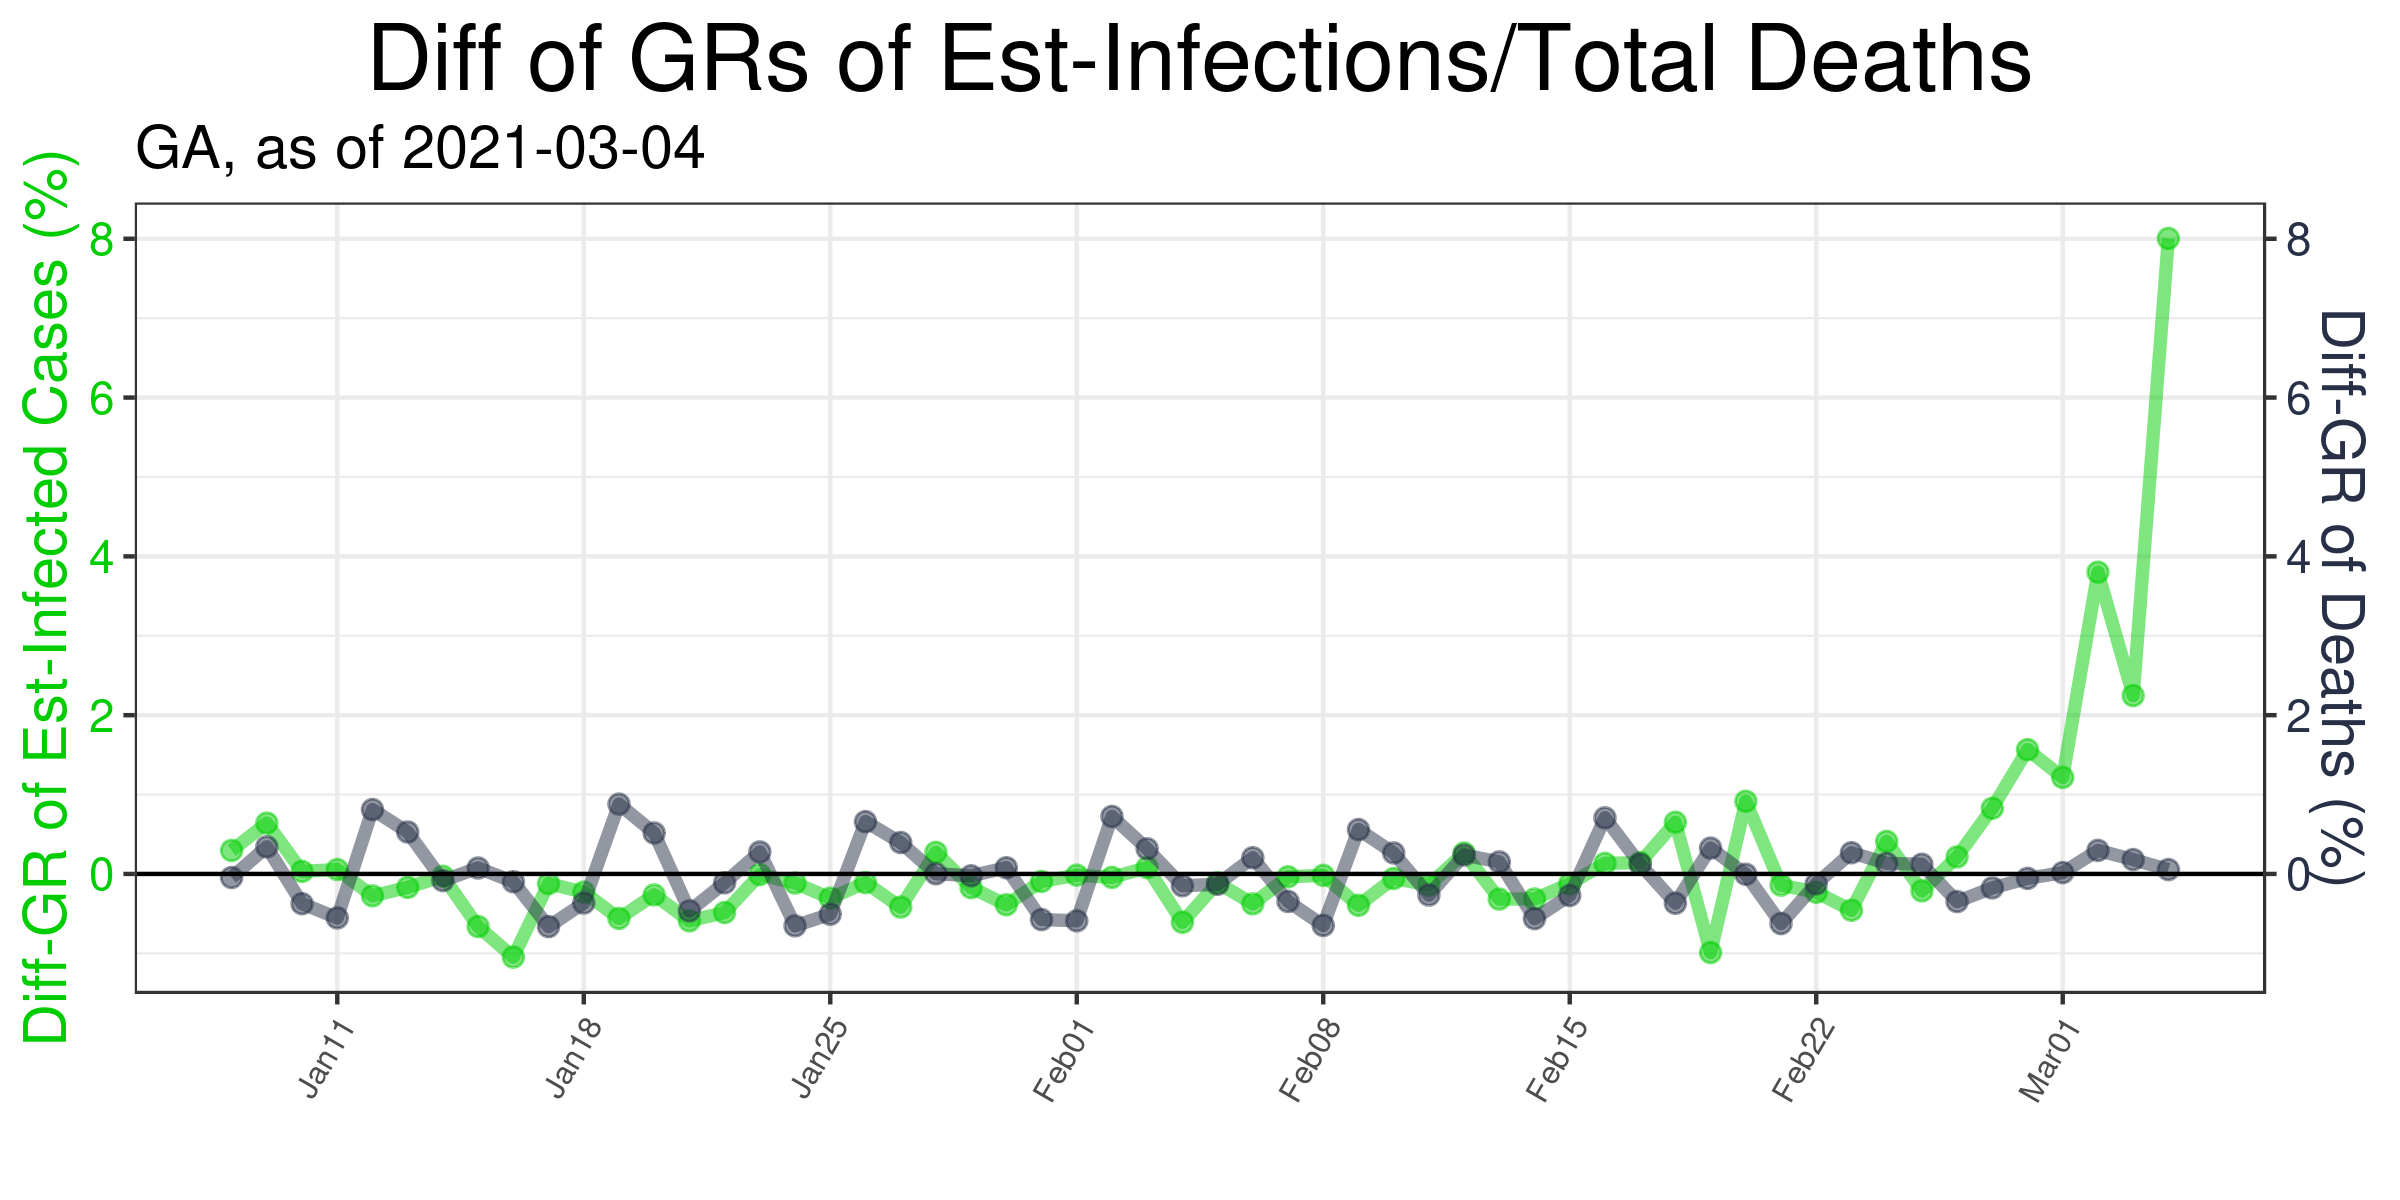 Diff of GRs of Est-Infections/Total Deaths
GA, as of 2021-03-04
Diff-GR of Est-Infected Cases (%)
8
6
4
2
0
8
6
4
2
0
Diff-GR of Deaths (%)
Jan11
Jan18
Jan25
Feb01
Feb08
Feb15
Feb22
Mar01